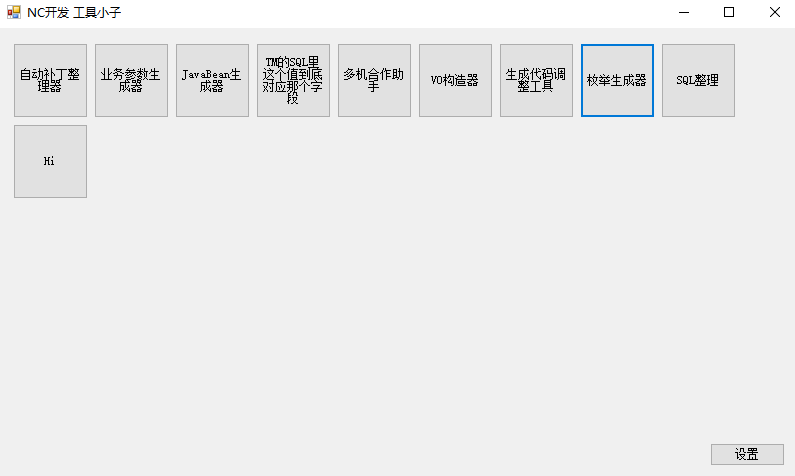 NC开发 工具小子
自动补丁整
理器
业务参数生
成器
JavaBean生
成器
TM的SQL里
这个值到底
对应那个字
段
多机合作助
手
VO构造器
生成代码调
整工具
枚举生成器
SQL整理
Hi
设置